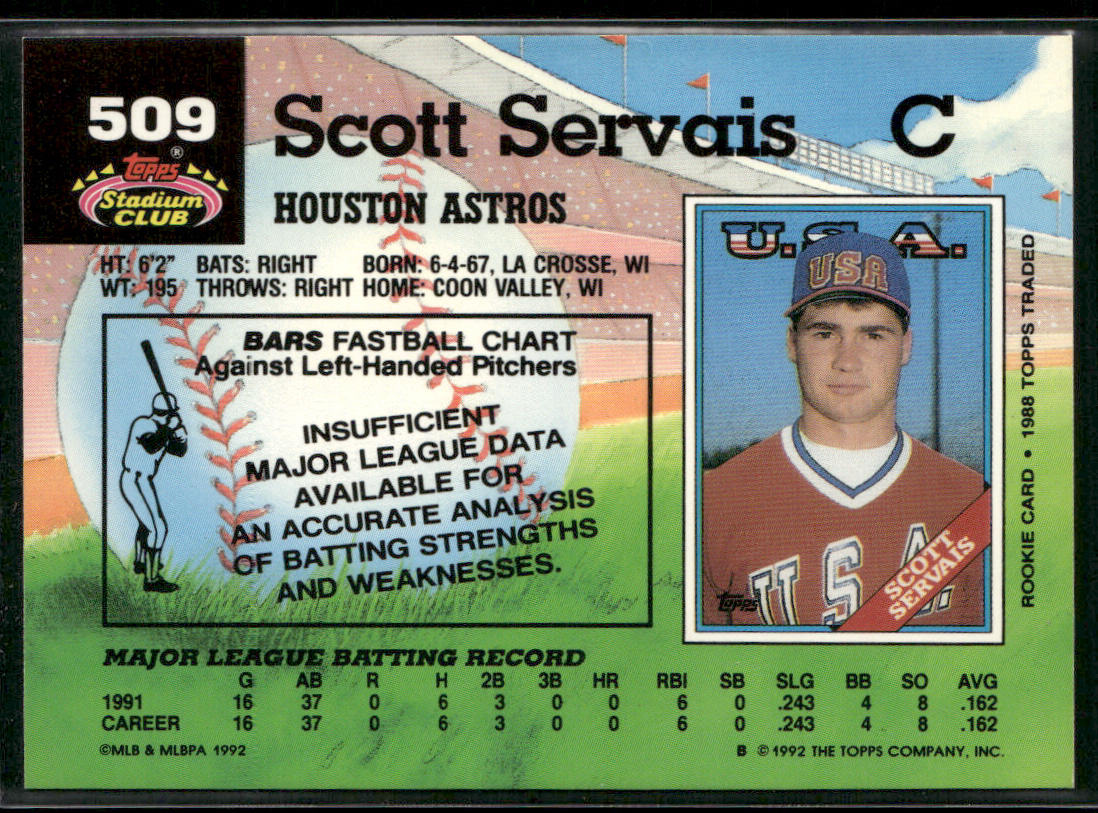 509
Topps®
Stadium
CLUB
Scott Servais C
HOUSTON ASTROS
HT: 6'2" BATS: RIGHT BORN: 6-4-67, LA CROSSE, WI
WT: 195 THROWS: RIGHT HOME: COON VALLEY, WI
BARS FASTBALL CHART
Against Left-Handed Pitchers
INSUFFICIENT
MAJOR LEAGUE DATA
AVAILABLE FOR
AN ACCURATE ANALYSIS
OF BATTING STRENGTHS
AND WEAKNESSES.
U.S.A.
USA
U.S.A.
Topps
SCOTT
SERVAIS
ROOKIE CARD • 1988 TOPPS TRADED
MAJOR LEAGUE BATTING RECORD
G AB R H 2B 3B HR RBI SB SLG BB SO AVG
1991 16 37 0 6 3 0 0 6 0 .243 4 8 .162
CAREER 16 37 0 6 3 0 0 6 0 .243 4 8 .162
©MLB & MLBPA 1992
B ©1992 THE TOPPS COMPANY, INC.